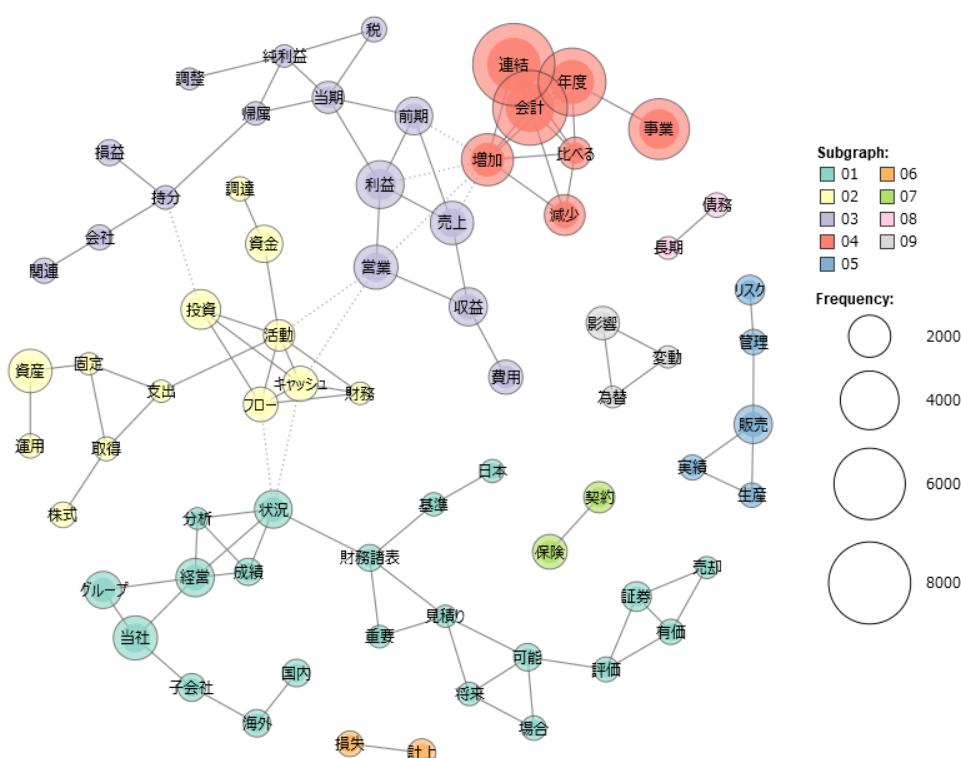 税
純利益
調整
当期
帰属
前期
損益
持分
会社
関連
利益
売上
営業
収益
費用
連結
年度
会計
事業
増加
比べる
減少
調達
資金
投資
活動
キャッシュ
フロー
財務
資産
固定
支出
運用
取得
株式
債務
長期
影響
変動
為替
リスク
管理
販売
実績
生産
日本
基準
状況
分析
財務諸表
経営
成績
グループ
当社
子会社
国内
海外
重要
見積り
可能
将来
場合
評価
証券
有価
売却
契約
保険
損失
計上
Subgraph:
01 06
02 07
03 08
04 09
05
Frequency:
2000
4000
6000
8000